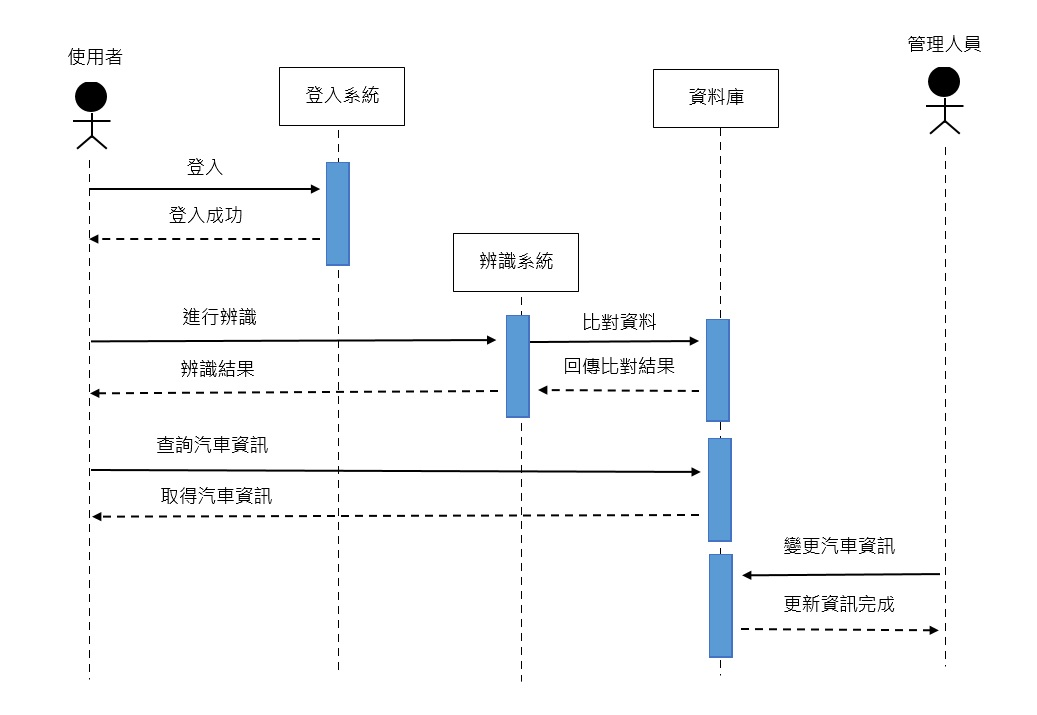 使用者
管理人員
登入系統
資料庫
登入
登入成功
辨識系統
進行辨識
比對資料
辨識結果
回傳比對結果
查詢汽車資訊
取得汽車資訊
變更汽車資訊
更新資訊完成